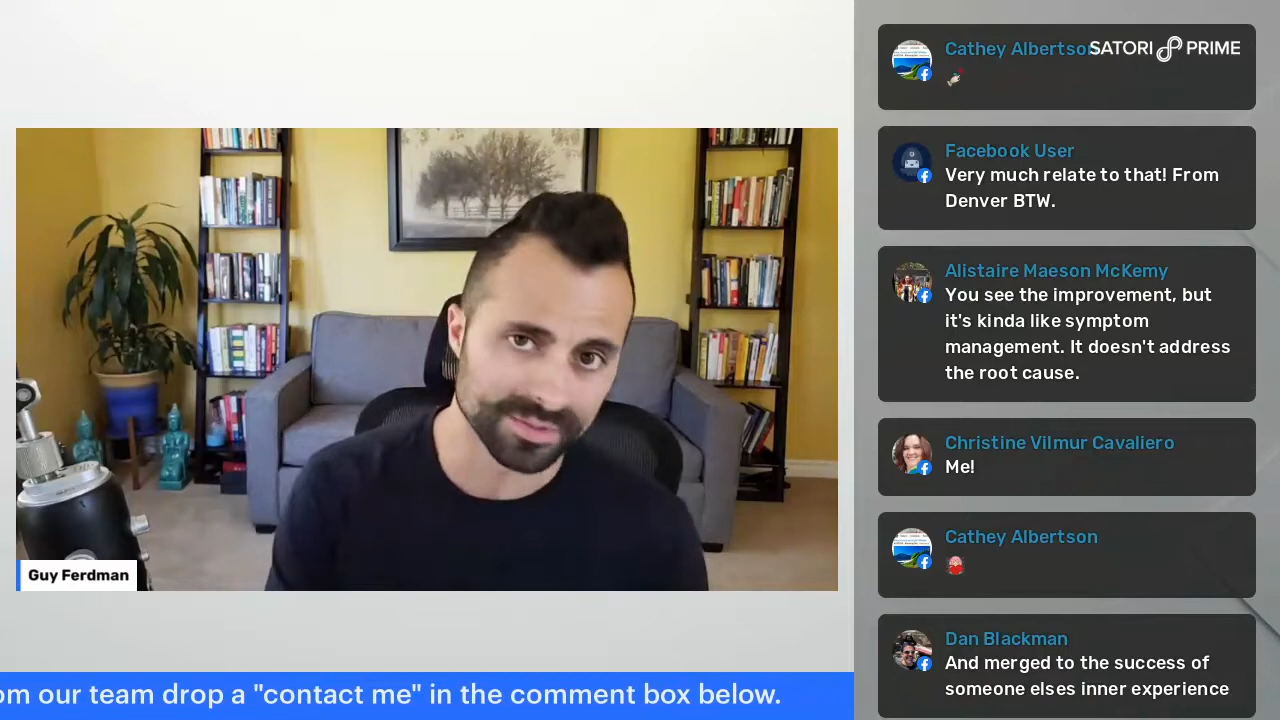 Guy Ferdman
om our team drop a "contact me" in the comment box below.
SATORI PRIME
Cathey Albertson
Facebook User
Very much relate to that! From
Denver BTW.
Alistaire Maeson McKemy
You see the improvement, but
it's kinda like symptom
management. It doesn't address
the root cause.
Christine Vilmur Cavaliero
Me!
Cathey Albertson
Dan Blackman
And merged to the success of
someone elses inner experience